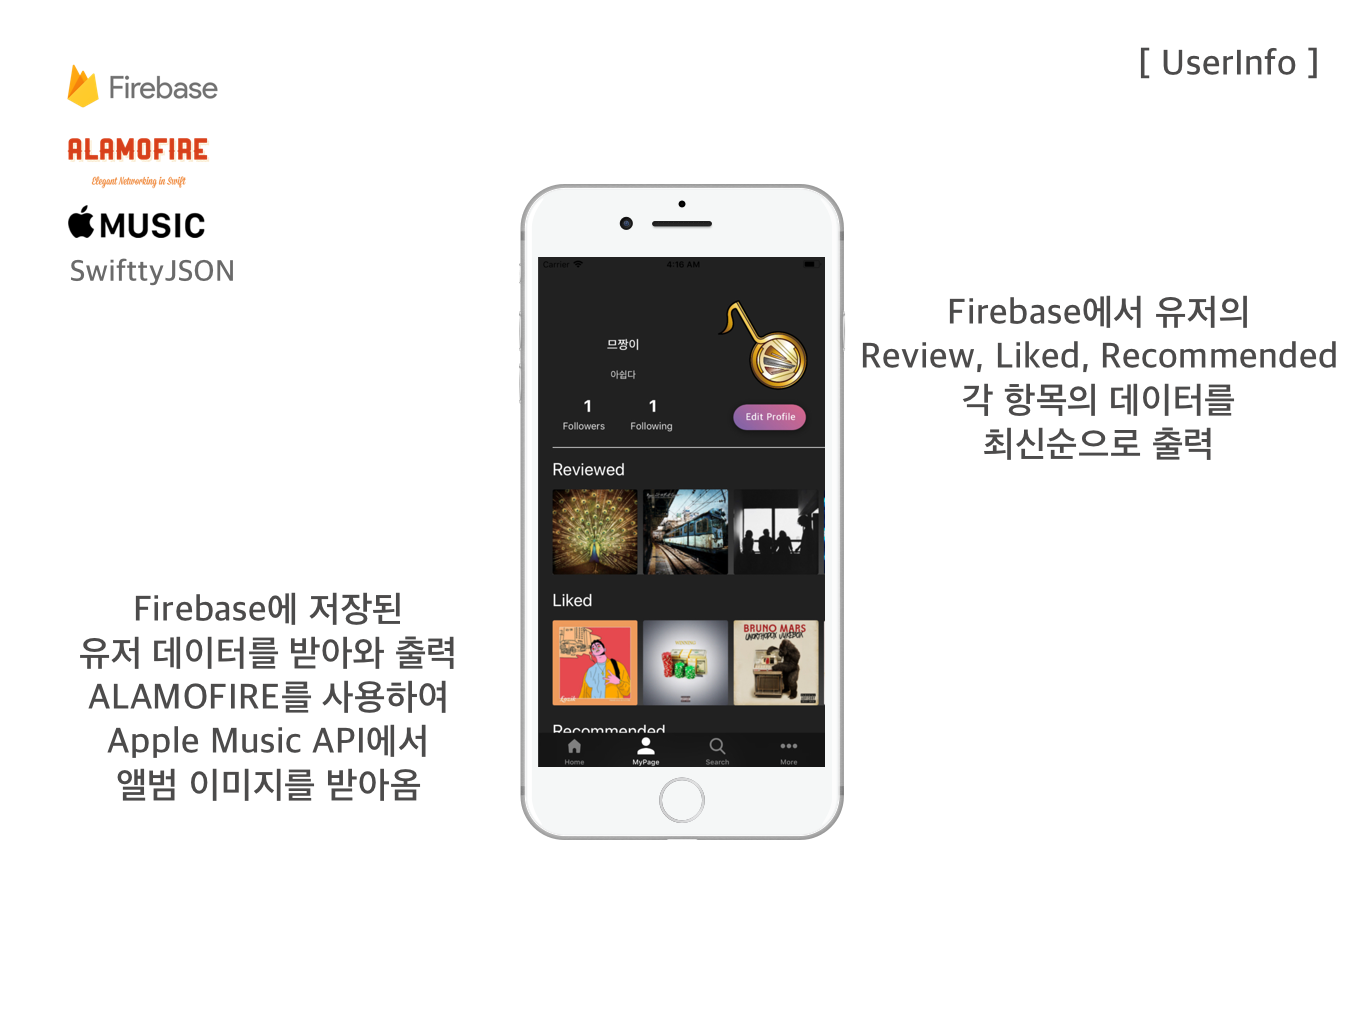 [ UserInfo ]
Firebase
ALAMOFIRE
Elegant Networking in Swift
MUSIC
SwifttyJSON
Carrier
4:16 AM
므짱이
아쉽다
1
1
Followers
Following
Edit Profile
Reviewed
Liked
BRUNO MARS
UNORTHODOX JUKEBOX
Recommended
Home
MyPage
Search
More
Firebase에서 유저의
Review, Liked, Recommended
각 항목의 데이터를
최신순으로 출력
Firebase에 저장된
유저 데이터를 받아와 출력
ALAMOFIRE를 사용하여
Apple Music API에서
앨범 이미지를 받아옴